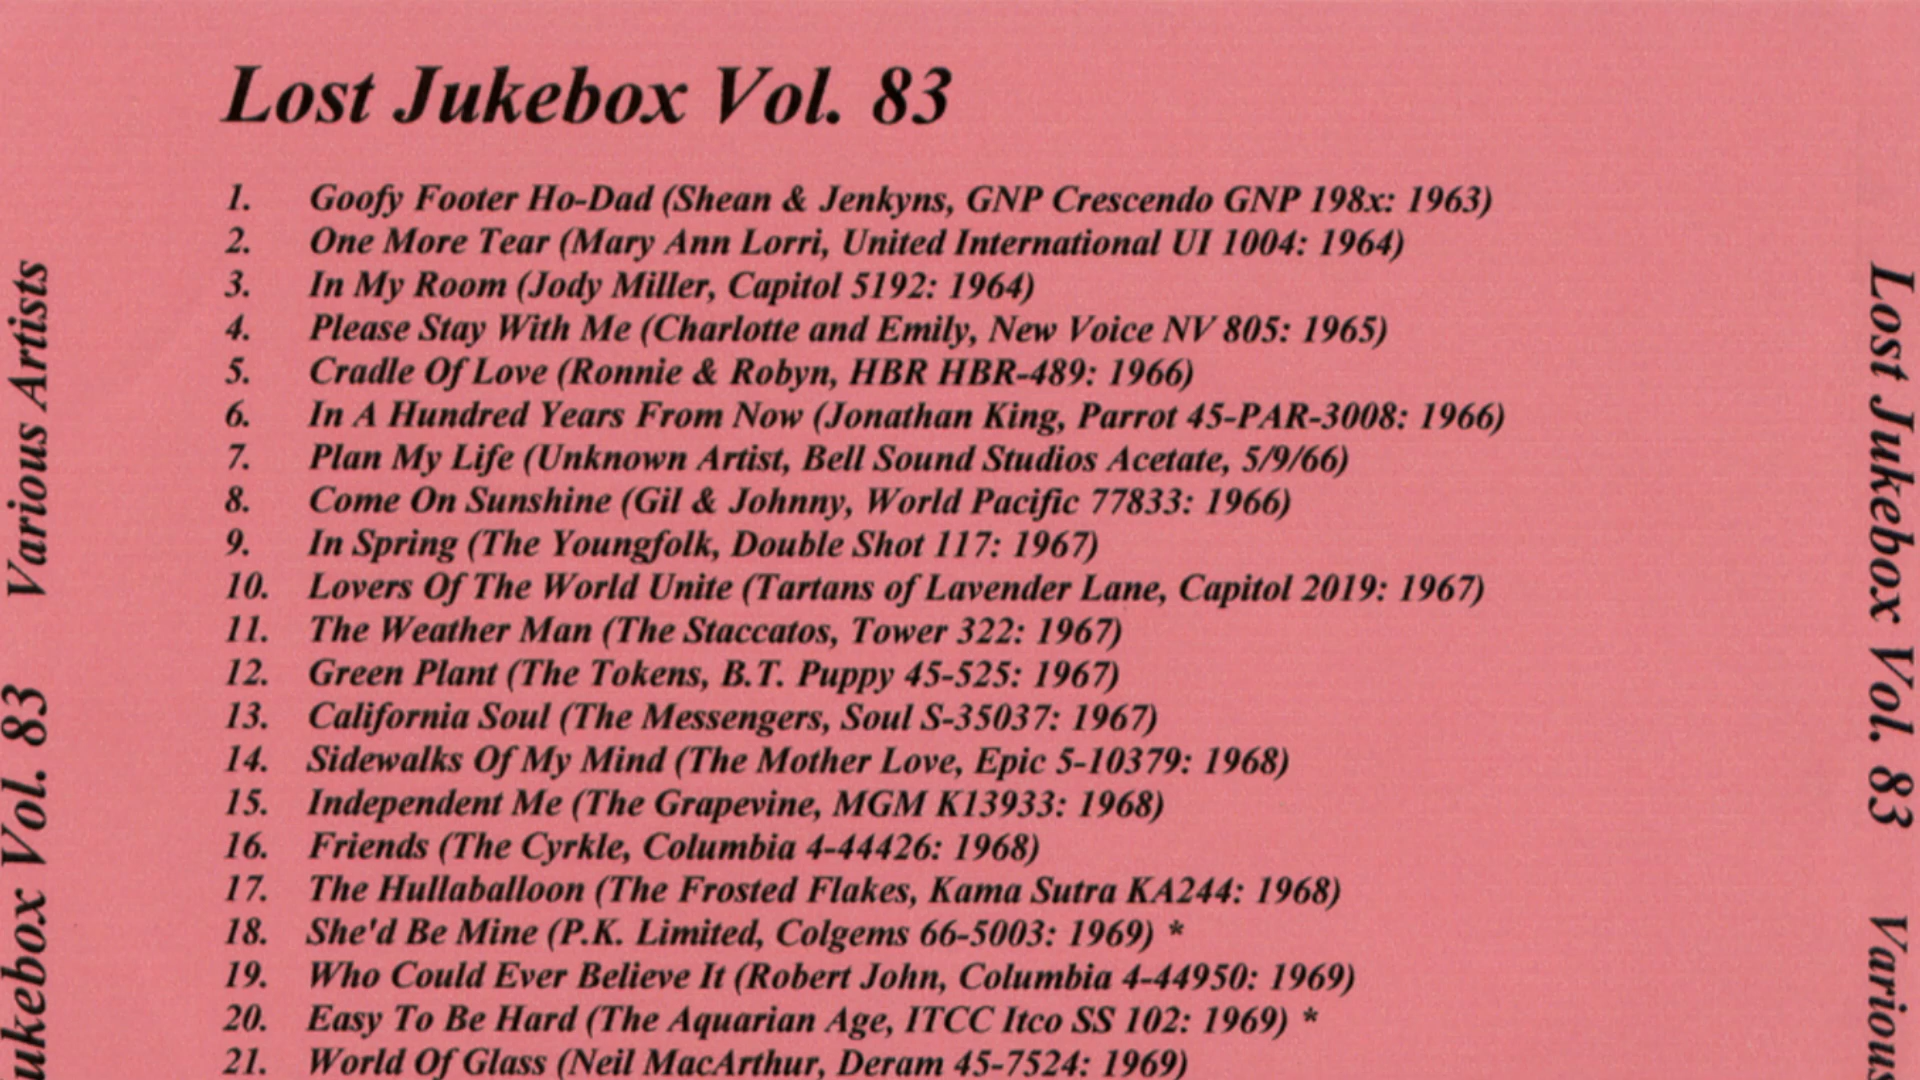 Lost Jukebox Vol. 83
1. Goofy Footer Ho-Dad (Shean & Jenkyns, GNP Crescendo GNP 198x: 1963)
2. One More Tear (Mary Ann Lorri, United International UI 1004: 1964)
3. In My Room (Jody Miller, Capitol 5192: 1964)
4. Please Stay With Me (Charlotte and Emily, New Voice NV 805: 1965)
5. Cradle Of Love (Ronnie & Robyn, HBR HBR-489: 1966)
6. In A Hundred Years From Now (Jonathan King, Parrot 45-PAR-3008: 1966)
7. Plan My Life (Unknown Artist, Bell Sound Studios Acetate, 5/9/66)
8. Come On Sunshine (Gil & Johnny, World Pacific 77833: 1966)
9. In Spring (The Youngfolk, Double Shot 117: 1967)
10. Lovers Of The World Unite (Tartans of Lavender Lane, Capitol 2019: 1967)
11. The Weather Man (The Staccatos, Tower 322: 1967)
12. Green Plant (The Tokens, B.T. Puppy 45-525: 1967)
13. California Soul (The Messengers, Soul S-35037: 1967)
14. Sidewalks Of My Mind (The Mother Love, Epic 5-10379: 1968)
15. Independent Me (The Grapevine, MGM K13933: 1968)
16. Friends (The Cyrkle, Columbia 4-44426: 1968)
17. The Hullaballoon (The Frosted Flakes, Kama Sutra KA244: 1968)
18. She'd Be Mine (P.K. Limited, Colgems 66-5003: 1969) *
19. Who Could Ever Believe It (Robert John, Columbia 4-44950: 1969)
20. Easy To Be Hard (The Aquarian Age, ITCC Itco SS 102: 1969) *
21. World Of Glass (Neil MacArthur, Deram 45-7524: 1969)
ukebox Vol. 83 Various Artists
Lost Jukebox Vol. 83 Various